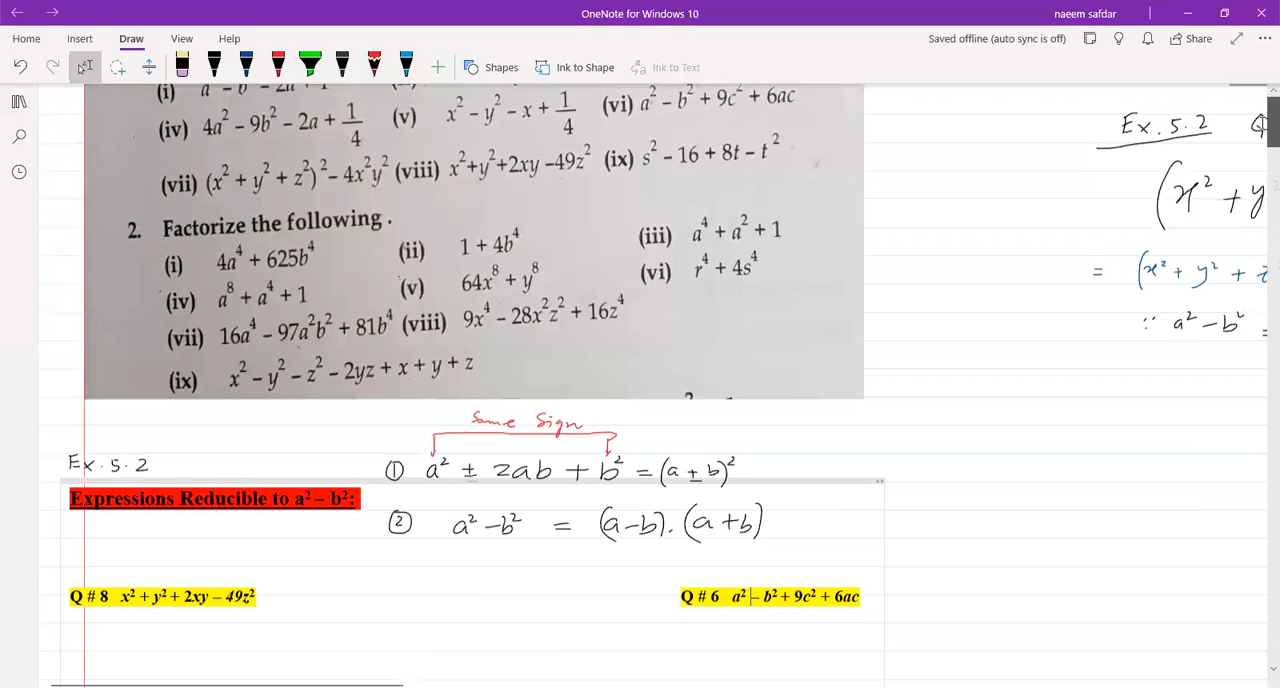 OneNote for Windows 10
naeem safdar
Home Insert Draw View Help
Saved offline (auto sync is off) Share
Shapes Ink to Shape Ink to Text
(iv) 4a² – 9b² – 2a + 1/4 (v) x² – y² – x + 1/4 (vi) a² – b² + 9c² + 6ac
(vii) (x² + y² + z²)² – 4x²y² (viii) x²+y²+2xy –49z² (ix) s² – 16 + 8t – t²
2. Factorize the following .
(i) 4a⁴ + 625b⁴ (ii) 1 + 4b⁴ (iii) a⁴ + a² + 1
(iv) a⁸ + a⁴ + 1 (v) 64x⁸ + y⁸ (vi) r⁴ + 4s⁴
(vii) 16a⁴ – 97a²b² + 81b⁴ (viii) 9x⁴ – 28x²z² + 16z⁴
(ix) x² – y² – z² – 2yz + x + y + z
Same Sign
Ex. 5. 2
① a² ± 2ab + b² = (a ± b)²
Expressions Reducible to a² – b²:
② a² – b² = (a – b) . (a + b)
Q # 8 x² + y² + 2xy – 49z²
Q # 6 a² – b² + 9c² + 6ac
Ex. 5. 2 Q
(x² + y
= (x² + y² +
∵ a² – b² =